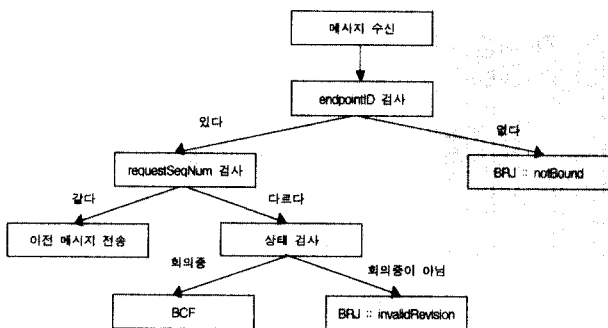 메시지 수신
endpointID 검사
있다
없다
requestSeqNum 검사
BRJ :: notBound
같다
다르다
이전 메시지 전송
상태 검사
회의중
회의중이 아님
BCF
BRJ :: invalidRevision